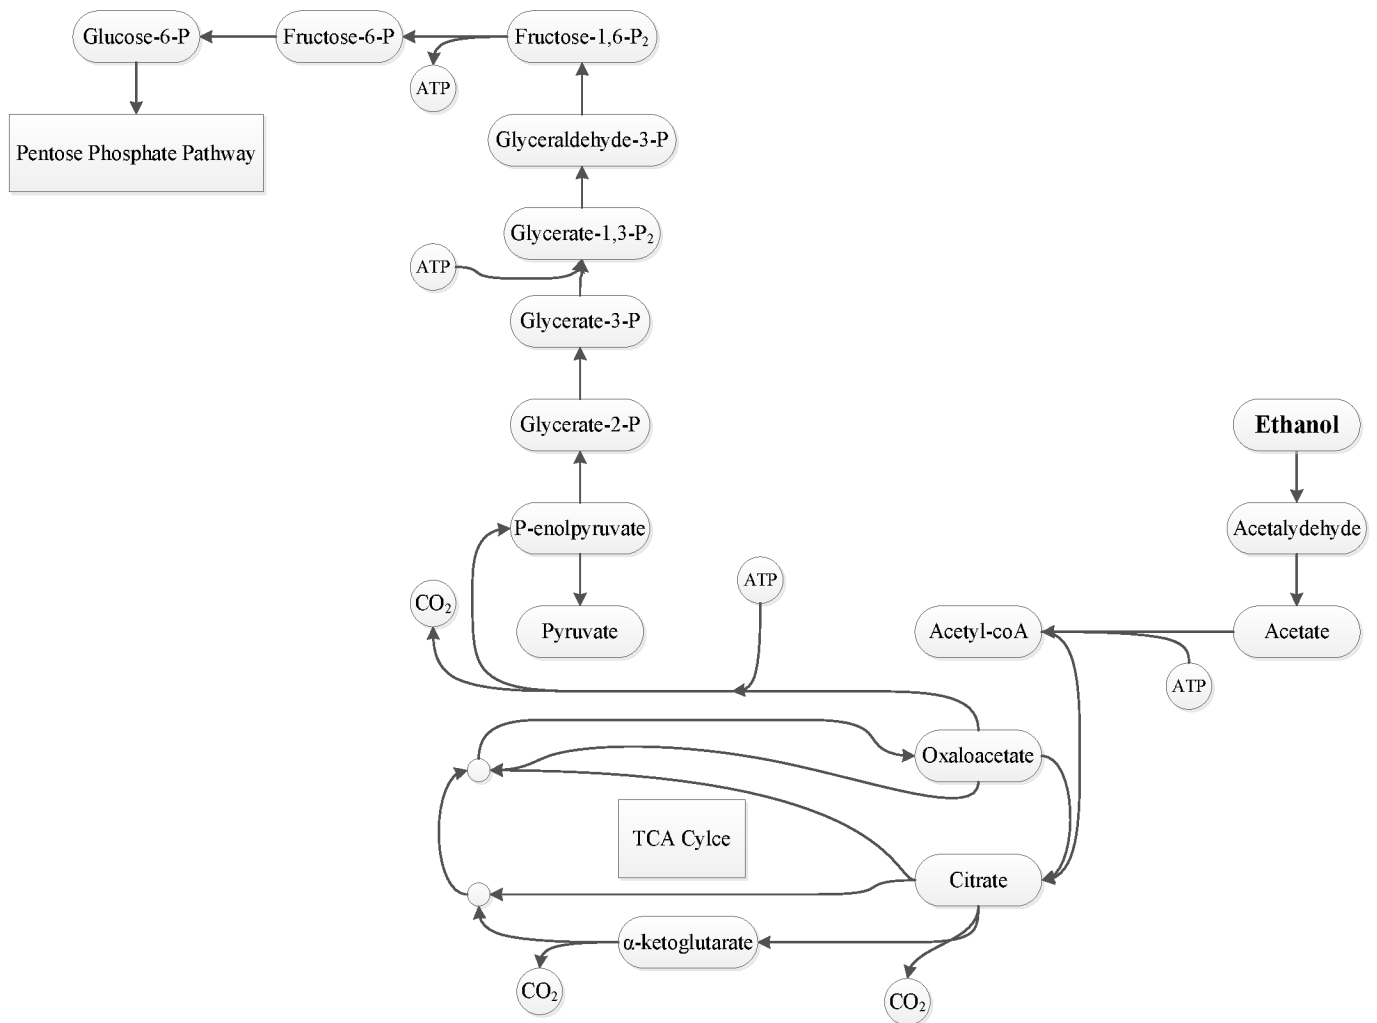 Glucose-6-P
Fructose-6-P
Fructose-1,6-P₂
ATP
Pentose Phosphate Pathway
Glyceraldehyde-3-P
Glycerate-1,3-P₂
ATP
Glycerate-3-P
Glycerate-2-P
Ethanol
P-enolpyruvate
Acetalydehyde
ATP
CO₂
Pyruvate
Acetyl-coA
Acetate
ATP
Oxaloacetate
TCA Cylce
Citrate
α-ketoglutarate
CO₂
CO₂